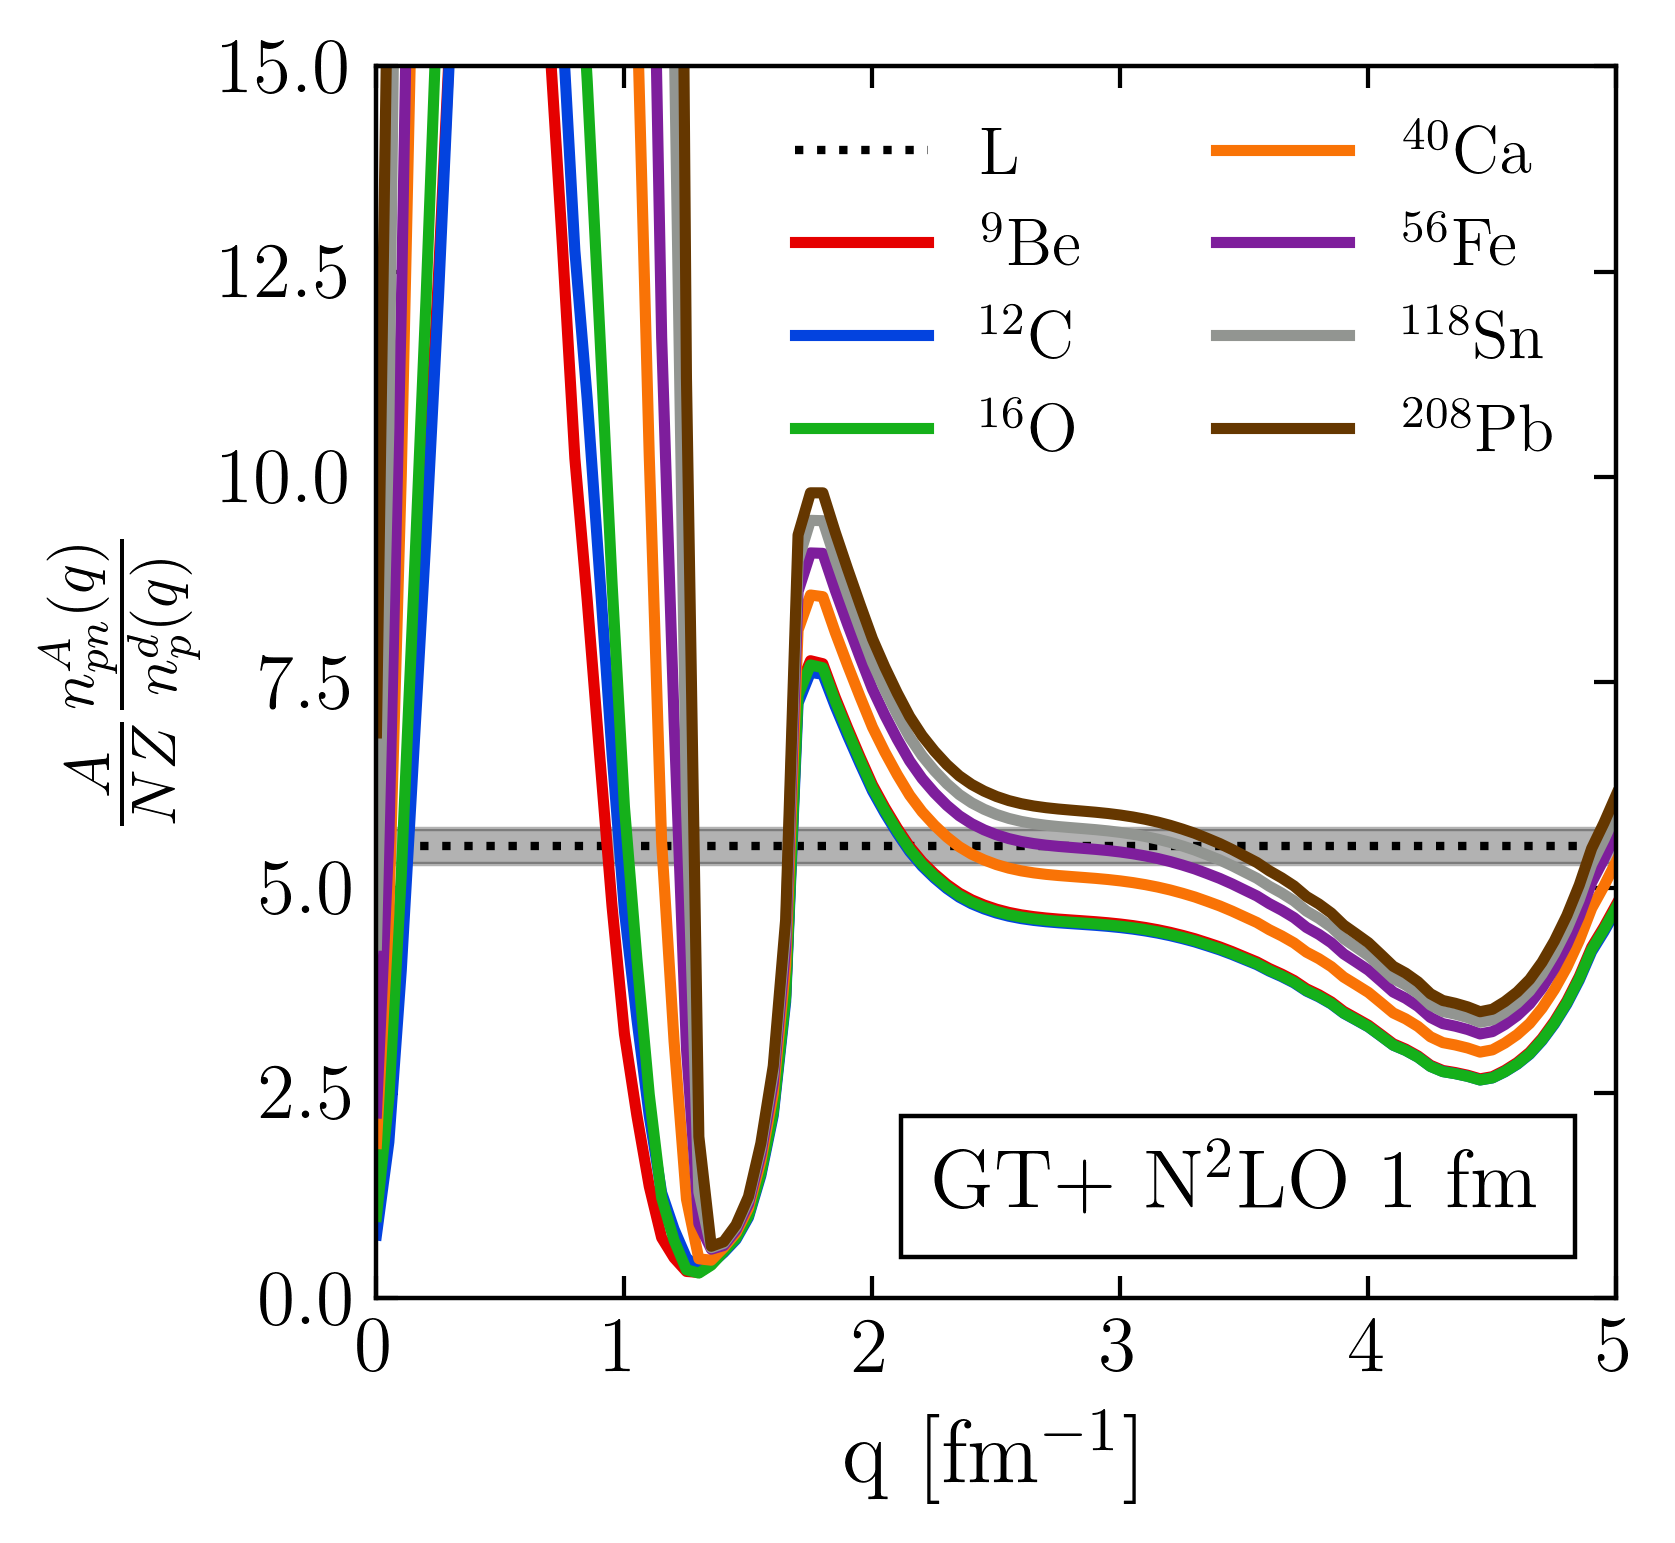 15.0
12.5
10.0
7.5
5.0
2.5
0.0
A/NZ n^A_pn(q)/n^d_p(q)
L
⁹Be
¹²C
¹⁶O
⁴⁰Ca
⁵⁶Fe
¹¹⁸Sn
²⁰⁸Pb
GT+ N²LO 1 fm
0 1 2 3 4 5
q [fm⁻¹]